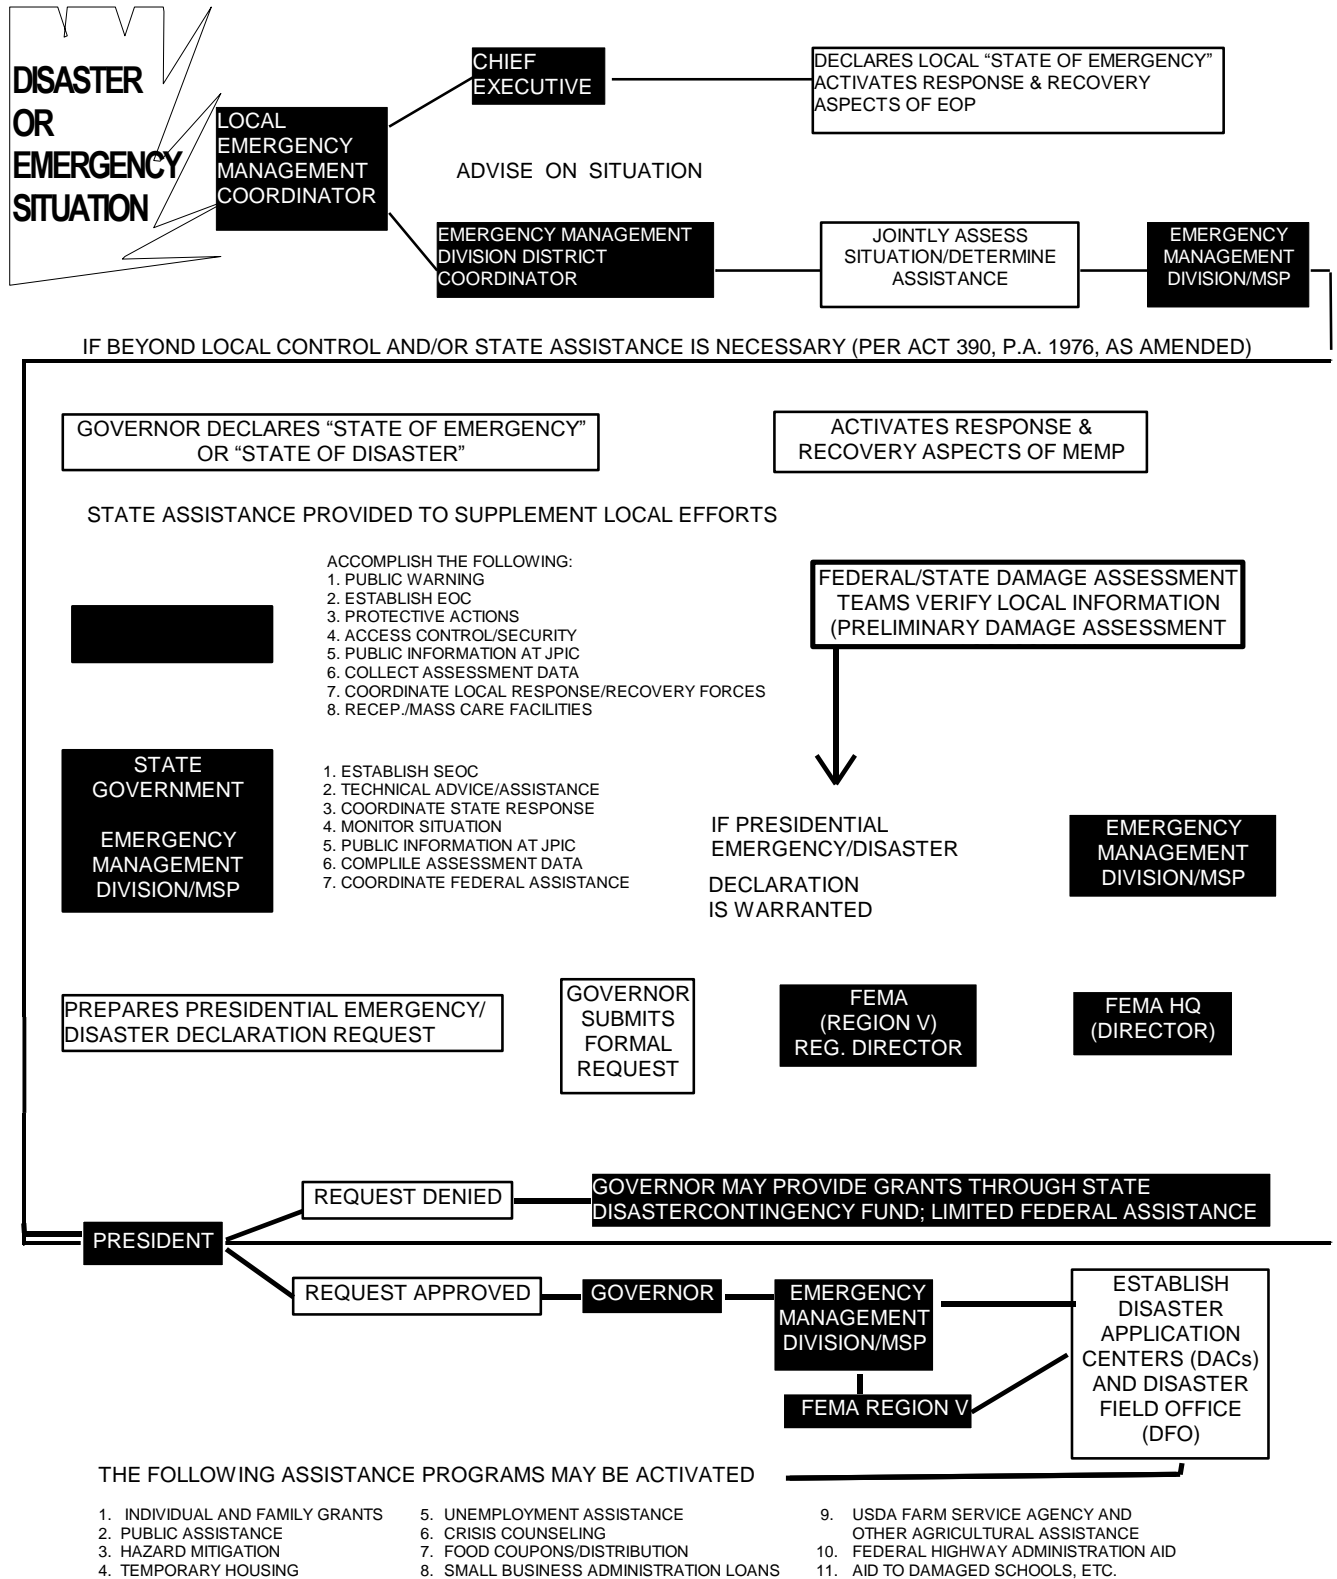 DISASTER
OR
EMERGENCY
SITUATION
LOCAL
EMERGENCY
MANAGEMENT
COORDINATOR
CHIEF
EXECUTIVE
DECLARES LOCAL “STATE OF EMERGENCY”
ACTIVATES RESPONSE & RECOVERY
ASPECTS OF EOP
ADVISE ON SITUATION
EMERGENCY MANAGEMENT
DIVISION DISTRICT
COORDINATOR
JOINTLY ASSESS
SITUATION/DETERMINE
ASSISTANCE
EMERGENCY
MANAGEMENT
DIVISION/MSP
IF BEYOND LOCAL CONTROL AND/OR STATE ASSISTANCE IS NECESSARY (PER ACT 390, P.A. 1976, AS AMENDED)
GOVERNOR DECLARES “STATE OF EMERGENCY”
OR “STATE OF DISASTER”
ACTIVATES RESPONSE &
RECOVERY ASPECTS OF MEMP
STATE ASSISTANCE PROVIDED TO SUPPLEMENT LOCAL EFFORTS
ACCOMPLISH THE FOLLOWING:
1. PUBLIC WARNING
2. ESTABLISH EOC
3. PROTECTIVE ACTIONS
4. ACCESS CONTROL/SECURITY
5. PUBLIC INFORMATION AT JPIC
6. COLLECT ASSESSMENT DATA
7. COORDINATE LOCAL RESPONSE/RECOVERY FORCES
8. RECEP./MASS CARE FACILITIES
FEDERAL/STATE DAMAGE ASSESSMENT
TEAMS VERIFY LOCAL INFORMATION
(PRELIMINARY DAMAGE ASSESSMENT
STATE
GOVERNMENT
EMERGENCY
MANAGEMENT
DIVISION/MSP
1. ESTABLISH SEOC
2. TECHNICAL ADVICE/ASSISTANCE
3. COORDINATE STATE RESPONSE
4. MONITOR SITUATION
5. PUBLIC INFORMATION AT JPIC
6. COMPLILE ASSESSMENT DATA
7. COORDINATE FEDERAL ASSISTANCE
IF PRESIDENTIAL
EMERGENCY/DISASTER
DECLARATION
IS WARRANTED
EMERGENCY
MANAGEMENT
DIVISION/MSP
PREPARES PRESIDENTIAL EMERGENCY/
DISASTER DECLARATION REQUEST
GOVERNOR
SUBMITS
FORMAL
REQUEST
FEMA
(REGION V)
REG. DIRECTOR
FEMA HQ
(DIRECTOR)
REQUEST DENIED
GOVERNOR MAY PROVIDE GRANTS THROUGH STATE
DISASTERCONTINGENCY FUND; LIMITED FEDERAL ASSISTANCE
PRESIDENT
REQUEST APPROVED
GOVERNOR
EMERGENCY
MANAGEMENT
DIVISION/MSP
FEMA REGION V
ESTABLISH
DISASTER
APPLICATION
CENTERS (DACs)
AND DISASTER
FIELD OFFICE
(DFO)
THE FOLLOWING ASSISTANCE PROGRAMS MAY BE ACTIVATED
1. INDIVIDUAL AND FAMILY GRANTS
2. PUBLIC ASSISTANCE
3. HAZARD MITIGATION
4. TEMPORARY HOUSING
5. UNEMPLOYMENT ASSISTANCE
6. CRISIS COUNSELING
7. FOOD COUPONS/DISTRIBUTION
8. SMALL BUSINESS ADMINISTRATION LOANS
9. USDA FARM SERVICE AGENCY AND
OTHER AGRICULTURAL ASSISTANCE
10. FEDERAL HIGHWAY ADMINISTRATION AID
11. AID TO DAMAGED SCHOOLS, ETC.